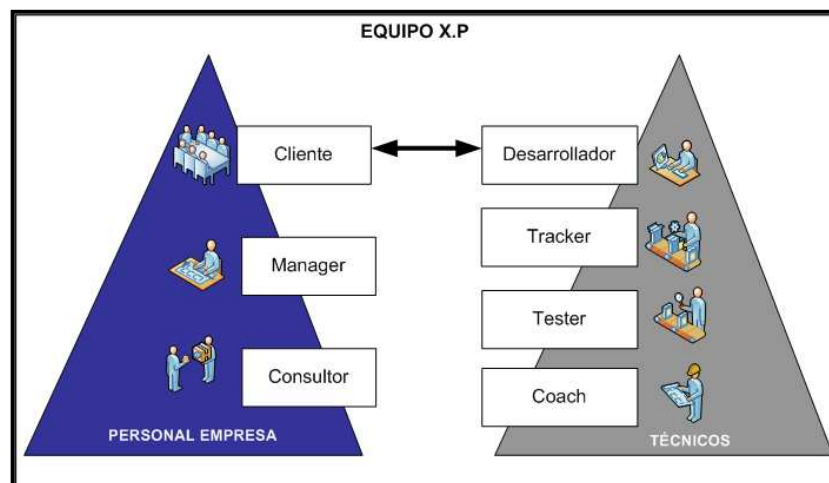 EQUIPO X.P
Cliente
Desarrollador
Tracker
Manager
Tester
Consultor
Coach
PERSONAL EMPRESA
TÉCNICOS